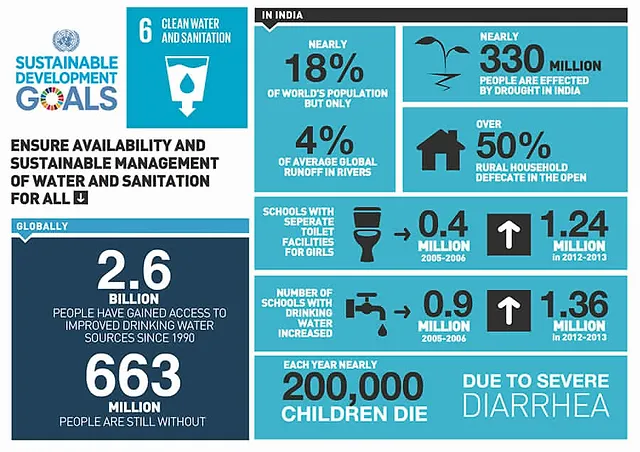 SUSTAINABLE
DEVELOPMENT
GOALS
6 CLEAN WATER
AND SANITATION
ENSURE AVAILABILITY AND
SUSTAINABLE MANAGEMENT
OF WATER AND SANITATION
FOR ALL
GLOBALLY
2.6
BILLION
PEOPLE HAVE GAINED ACCESS TO
IMPROVED DRINKING WATER
SOURCES SINCE 1990
663
MILLION
PEOPLE ARE STILL WITHOUT
IN INDIA
NEARLY
18%
OF WORLD'S POPULATION
BUT ONLY
4%
OF AVERAGE GLOBAL
RUNOFF IN RIVERS
NEARLY
330 MILLION
PEOPLE ARE EFFECTED
BY DROUGHT IN INDIA
OVER
50%
RURAL HOUSEHOLD
DEFECATE IN THE OPEN
SCHOOLS WITH
SEPERATE
TOILET
FACILITIES
FOR GIRLS
0.4
MILLION
2005-2006
1.24
MILLION
in 2012-2013
NUMBER OF
SCHOOLS WITH
DRINKING
WATER
INCREASED
0.9
MILLION
2005-2006
1.36
MILLION
in 2012-2013
EACH YEAR NEARLY
200,000
CHILDREN DIE
DUE TO SEVERE
DIARRHEA